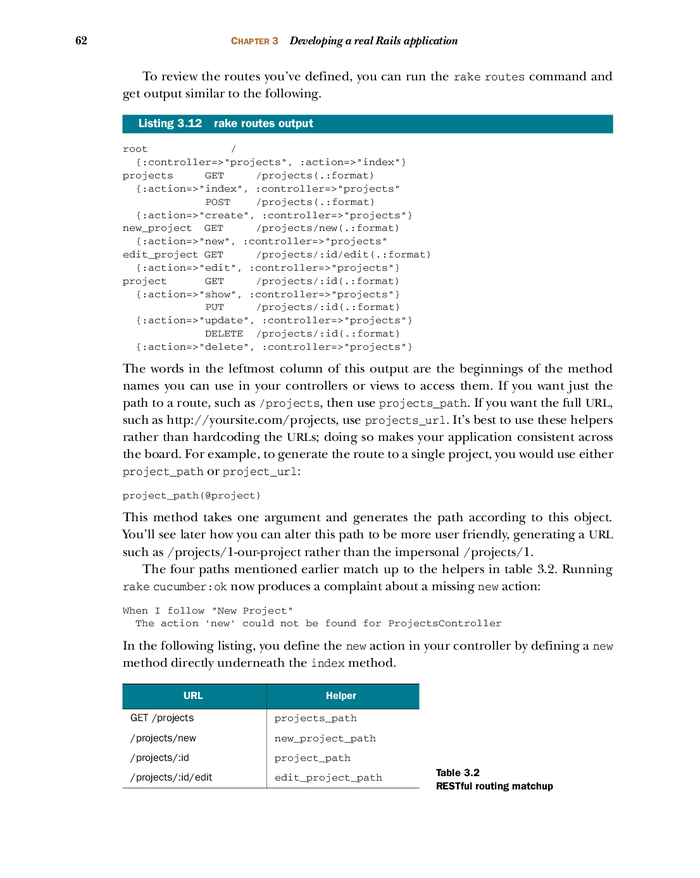 62 CHAPTER 3 Developing a real Rails application
To review the routes you've defined, you can run the rake routes command and
get output similar to the following.
Listing 3.12 rake routes output
root /
{:controller=>"projects", :action=>"index"}
projects GET /projects(.:format)
{:action=>"index", :controller=>"projects"
POST /projects(.:format)
{:action=>"create", :controller=>"projects"}
new_project GET /projects/new(.:format)
{:action=>"new", :controller=>"projects"
edit_project GET /projects/:id/edit(.:format)
{:action=>"edit", :controller=>"projects"}
project GET /projects/:id(.:format)
{:action=>"show", :controller=>"projects"}
PUT /projects/:id(.:format)
{:action=>"update", :controller=>"projects"}
DELETE /projects/:id(.:format)
{:action=>"delete", :controller=>"projects"}
The words in the leftmost column of this output are the beginnings of the method
names you can use in your controllers or views to access them. If you want just the
path to a route, such as /projects, then use projects_path. If you want the full URL,
such as http://yoursite.com/projects, use projects_url. It's best to use these helpers
rather than hardcoding the URLs; doing so makes your application consistent across
the board. For example, to generate the route to a single project, you would use either
project_path or project_url:
project_path(@project)
This method takes one argument and generates the path according to this object.
You'll see later how you can alter this path to be more user friendly, generating a URL
such as /projects/1-our-project rather than the impersonal /projects/1.
The four paths mentioned earlier match up to the helpers in table 3.2. Running
rake cucumber:ok now produces a complaint about a missing new action:
When I follow "New Project"
The action 'new' could not be found for ProjectsController
In the following listing, you define the new action in your controller by defining a new
method directly underneath the index method.
URL Helper
GET /projects projects_path
/projects/new new_project_path
/projects/:id project_path
/projects/:id/edit edit_project_path
Table 3.2
RESTful routing matchup